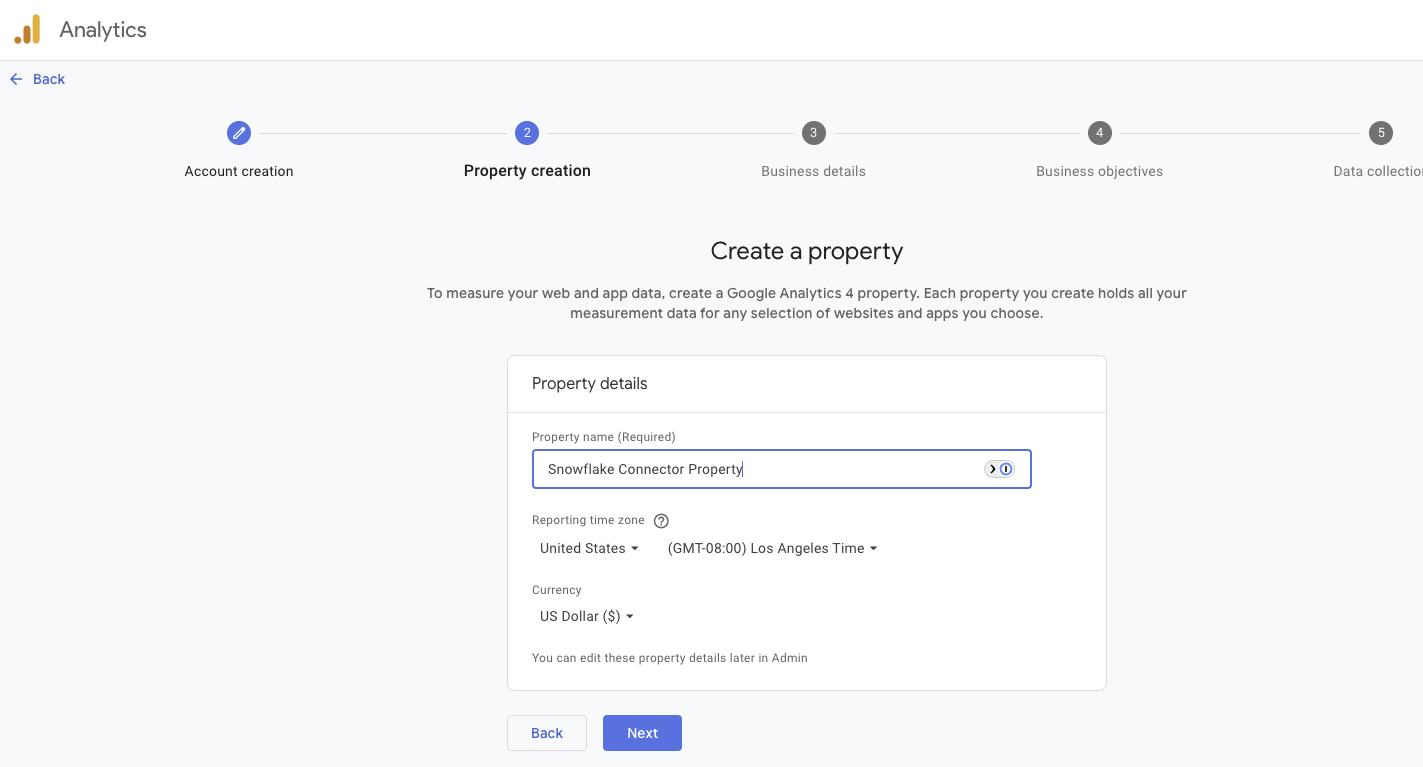 Analytics
Back
2
3
4
5
Account creation
Property creation
Business details
Business objectives
Data collectio
Create a property
To measure your web and app data, create a Google Analytics 4 property. Each property you create holds all your
measurement data for any selection of websites and apps you choose.
Property details
Property name (Required)
Snowflake Connector Property
Reporting time zone ?
United States (GMT-08:00) Los Angeles Time
Currency
US Dollar ($)
You can edit these property details later in Admin
Back Next